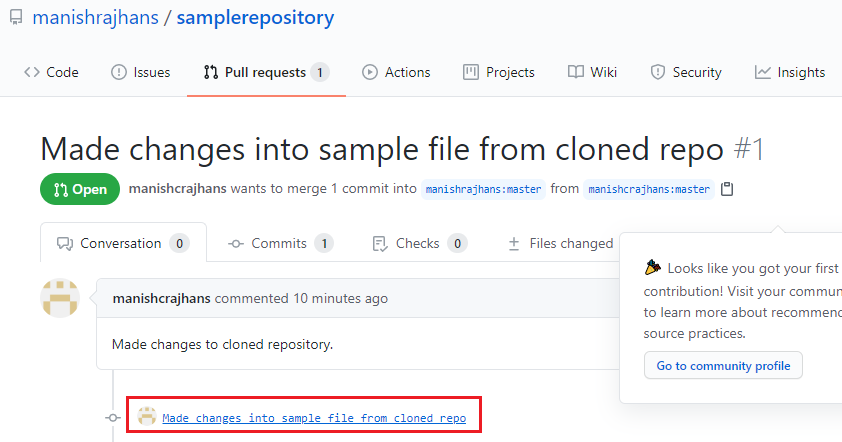 manishrajhans / samplerepository
Code Issues Pull requests 1 Actions Projects Wiki Security Insights
Made changes into sample file from cloned repo #1
Open manishcrajhans wants to merge 1 commit into manishrajhans:master from manishcrajhans:master
Conversation 0 Commits 1 Checks 0 Files changed
Looks like you got your first
contribution! Visit your commun
to learn more about recommend
source practices.
Go to community profile
manishcrajhans commented 10 minutes ago
Made changes to cloned repository.
Made changes into sample file from cloned repo